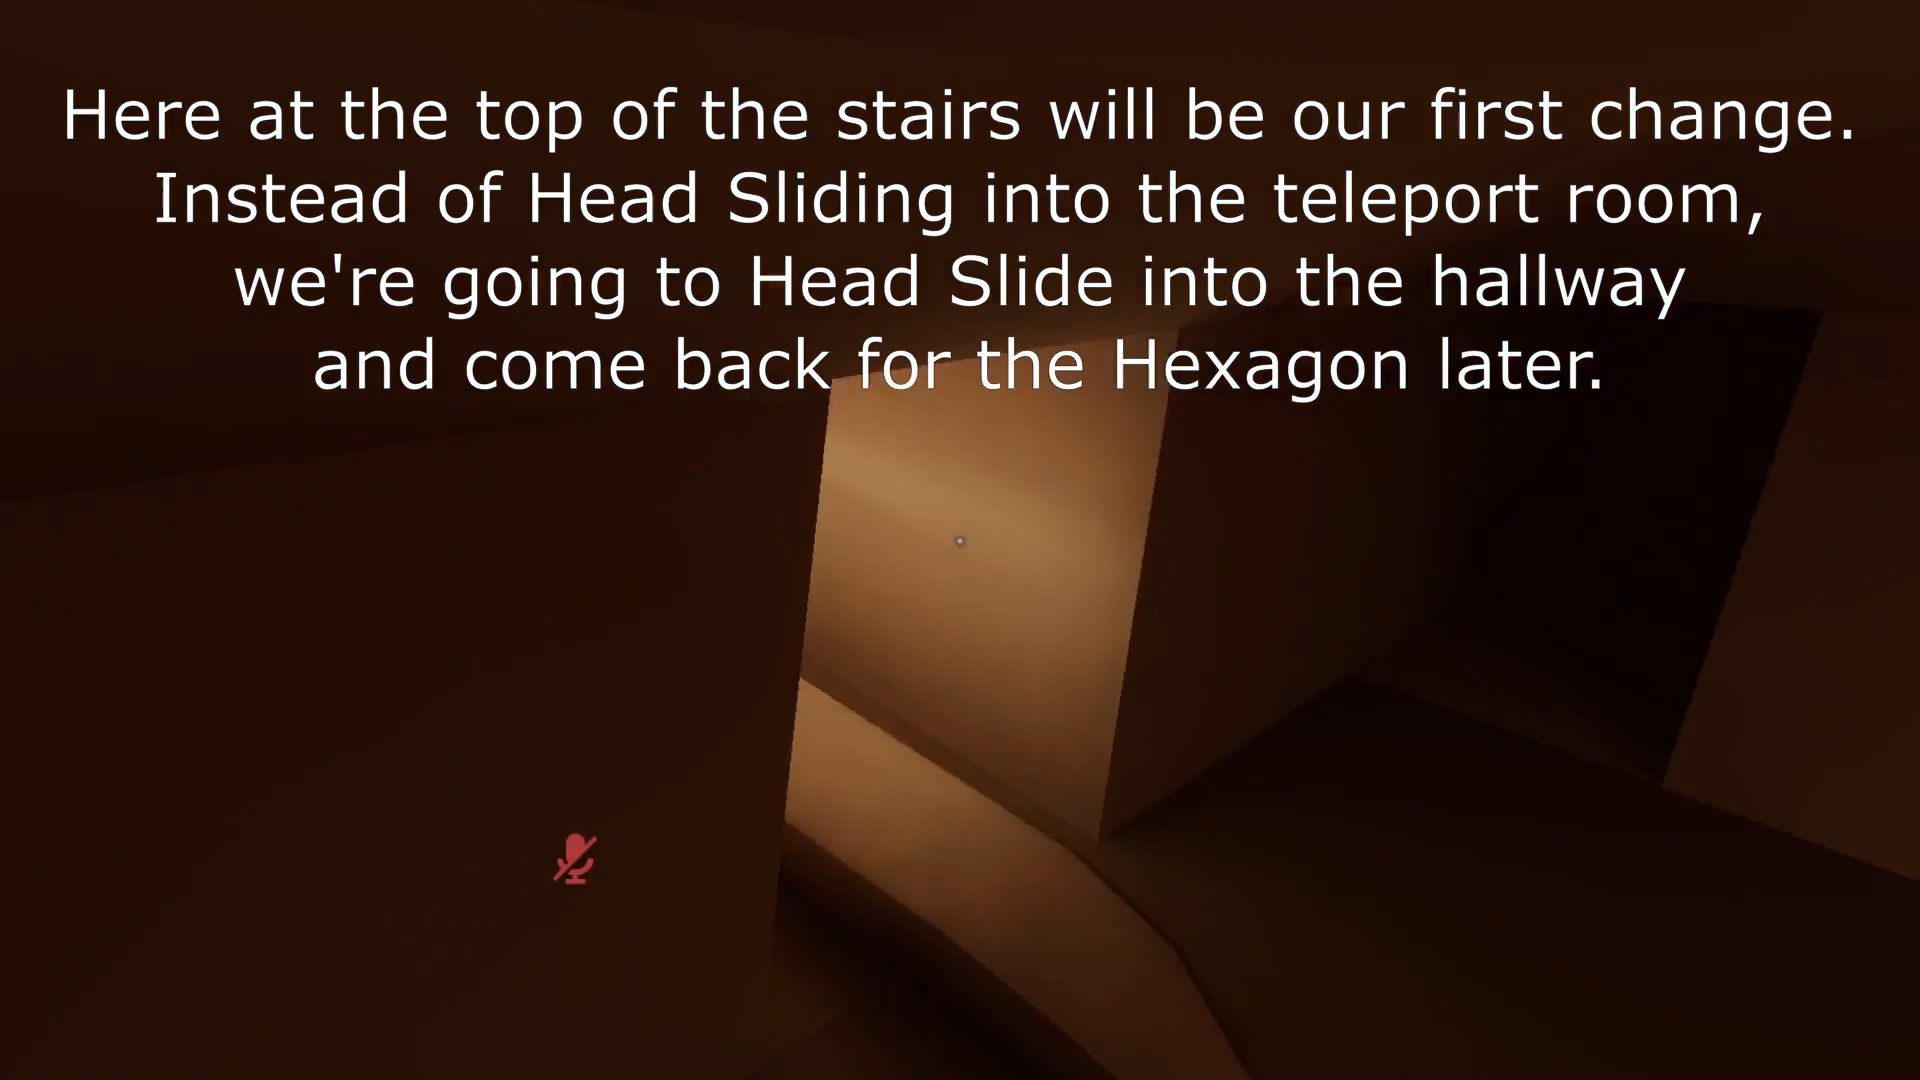 Here at the top of the stairs will be our first change.
Instead of Head Sliding into the teleport room,
we're going to Head Slide into the hallway
and come back for the Hexagon later.